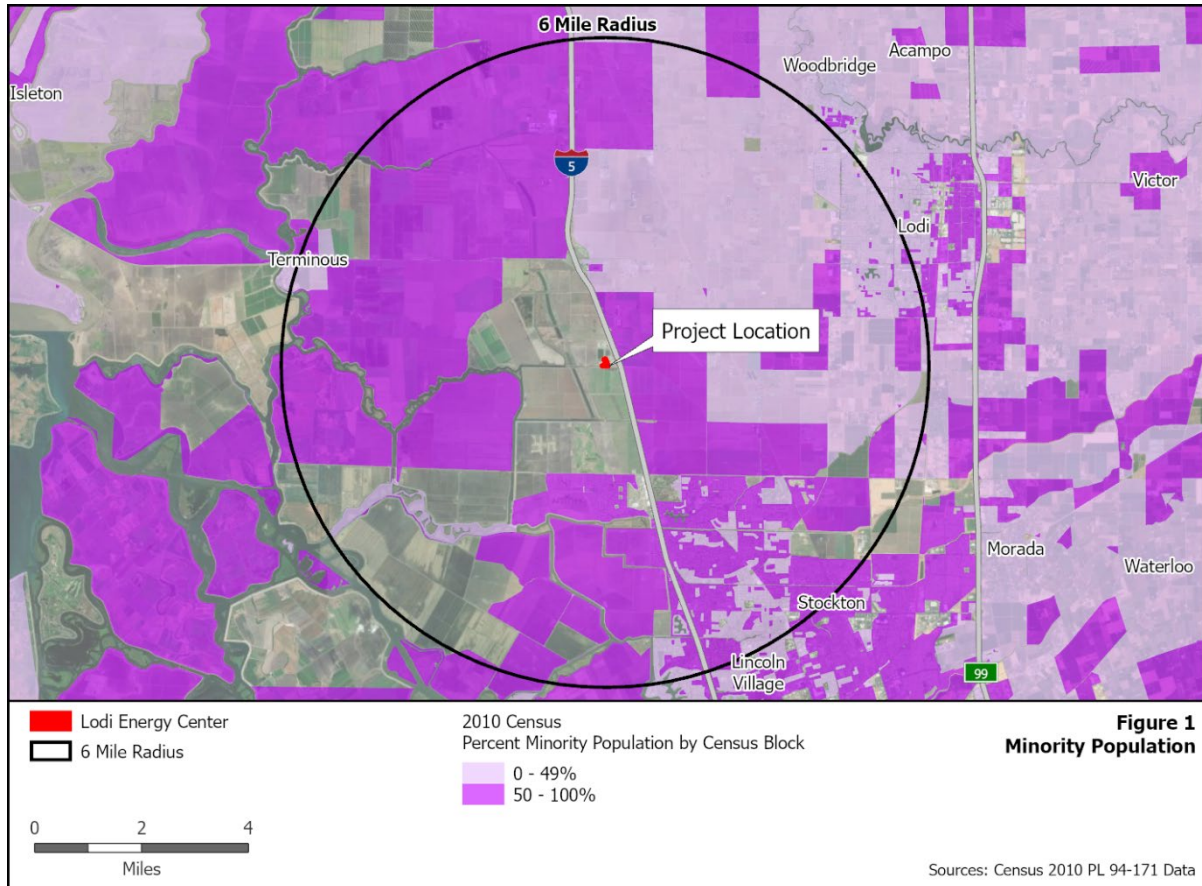 6 Mile Radius
Acampo
Woodbridge
Isleton
5
Victor
Lodi
Terminous
Project Location
Morada
Waterloo
Stockton
Lincoln
Village
99
Lodi Energy Center
6 Mile Radius
2010 Census
Percent Minority Population by Census Block
0 - 49%
50 - 100%
Figure 1
Minority Population
0 2 4
Miles
Sources: Census 2010 PL 94-171 Data